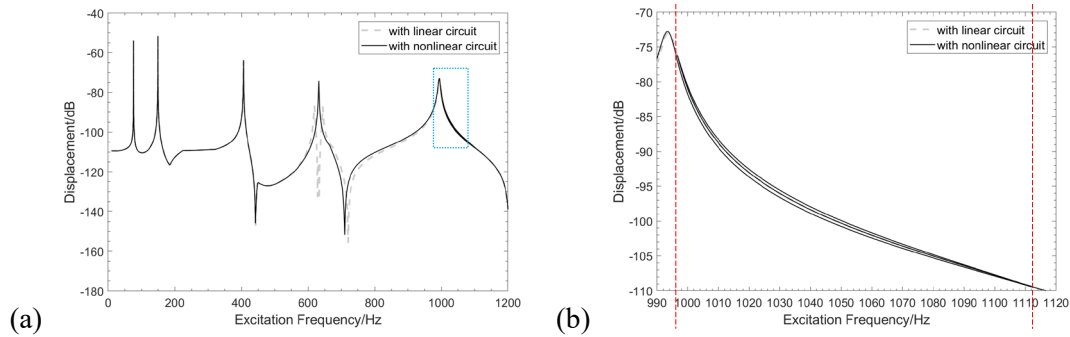 -40
-60
-80
-100
-120
-140
-160
-180
0 200 400 600 800 1000 1200
Displacement/dB
Excitation Frequency/Hz
with linear circuit
with nonlinear circuit
(a)
-70
-75
-80
-85
-90
-95
-100
-105
-110
990 1000 1010 1020 1030 1040 1050 1060 1070 1080 1090 1100 1110 1120
Displacement/dB
Excitation Frequency/Hz
with linear circuit
with nonlinear circuit
(b)